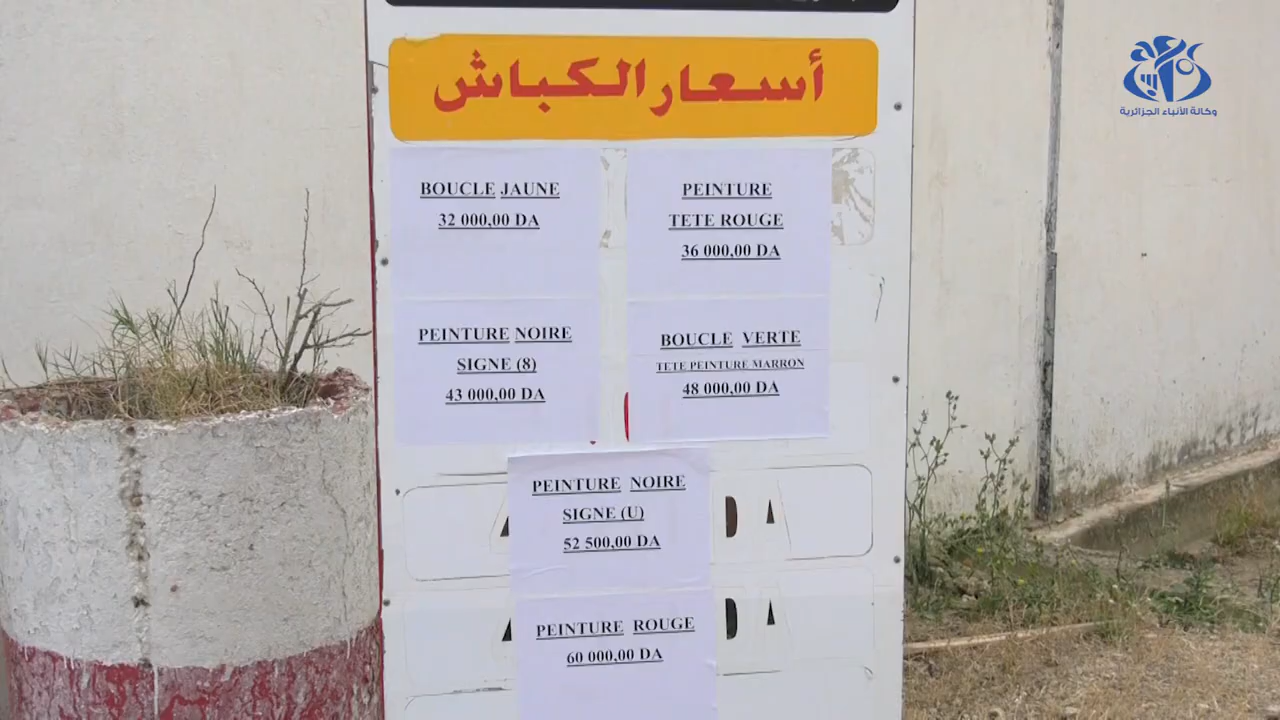 أسعار الكباش
وكالة الأنباء الجزائرية
BOUCLE JAUNE
32 000,00 DA
PEINTURE
TETE ROUGE
36 000,00 DA
PEINTURE NOIRE
SIGNE (8)
43 000,00 DA
BOUCLE VERTE
TETE PEINTURE MARRON
48 000,00 DA
PEINTURE NOIRE
SIGNE (U)
52 500,00 DA
DA
PEINTURE ROUGE
60 000,00 DA
DA